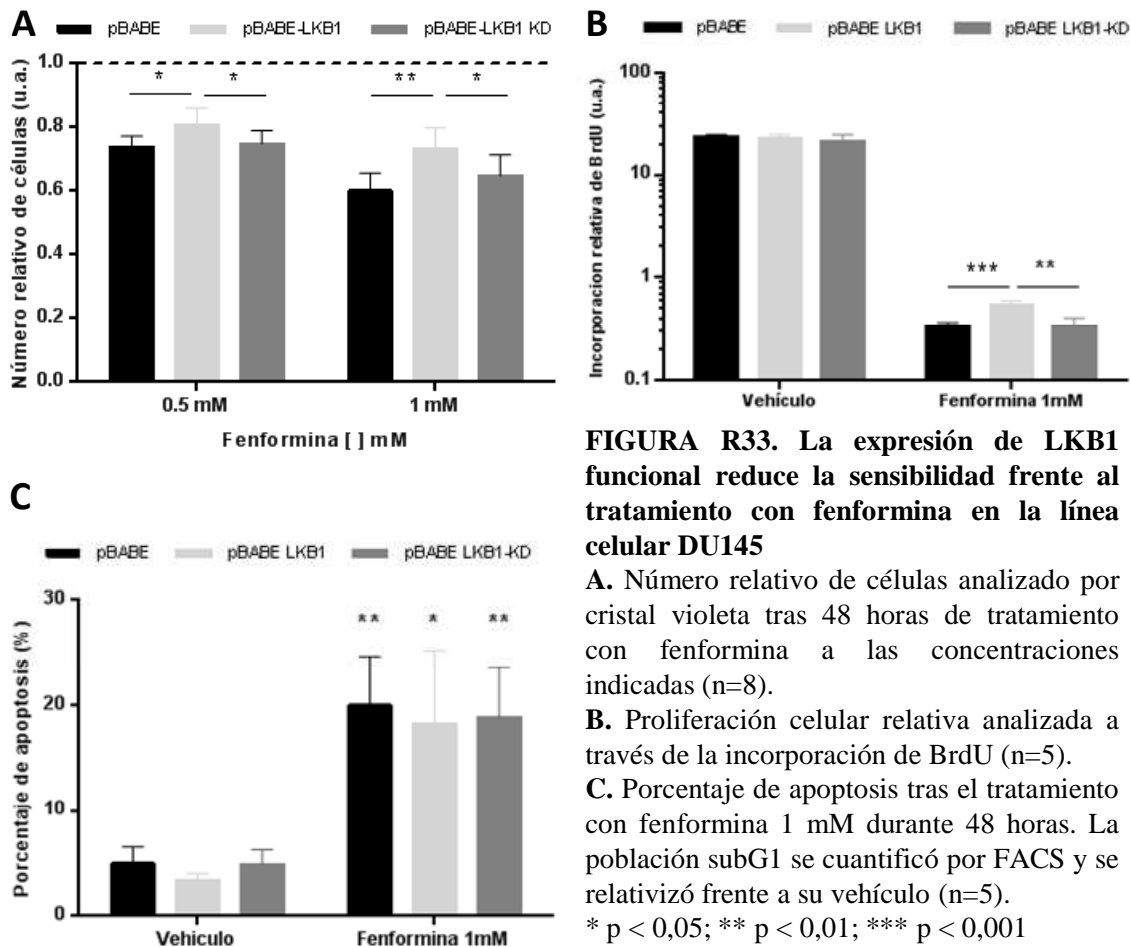 A
pBABE pBABE-LKB1 pBABE-LKB1 KD
Número relativo de células (u.a.)
1.0
0.8
0.6
0.4
0.2
0.0
* * ** *
0.5 mM 1 mM
Fenformina [ ] mM
B
pBABE pBABE LKB1 pBABE LKB1-KD
Incorporacion relativa de BrdU (u.a.)
100
10
1
0.1
*** **
Vehículo Fenformina 1mM
C
pBABE pBABE LKB1 pBABE LKB1-KD
Porcentaje de apoptosis (%)
30
20
10
0
** * **
Vehículo Fenformina 1mM
FIGURA R33. La expresión de LKB1
funcional reduce la sensibilidad frente al
tratamiento con fenformina en la línea
celular DU145
A. Número relativo de células analizado por
cristal violeta tras 48 horas de tratamiento
con fenformina a las concentraciones
indicadas (n=8).
B. Proliferación celular relativa analizada a
través de la incorporación de BrdU (n=5).
C. Porcentaje de apoptosis tras el tratamiento
con fenformina 1 mM durante 48 horas. La
población subG1 se cuantificó por FACS y se
relativizó frente a su vehículo (n=5).
* p < 0,05; ** p < 0,01; *** p < 0,001